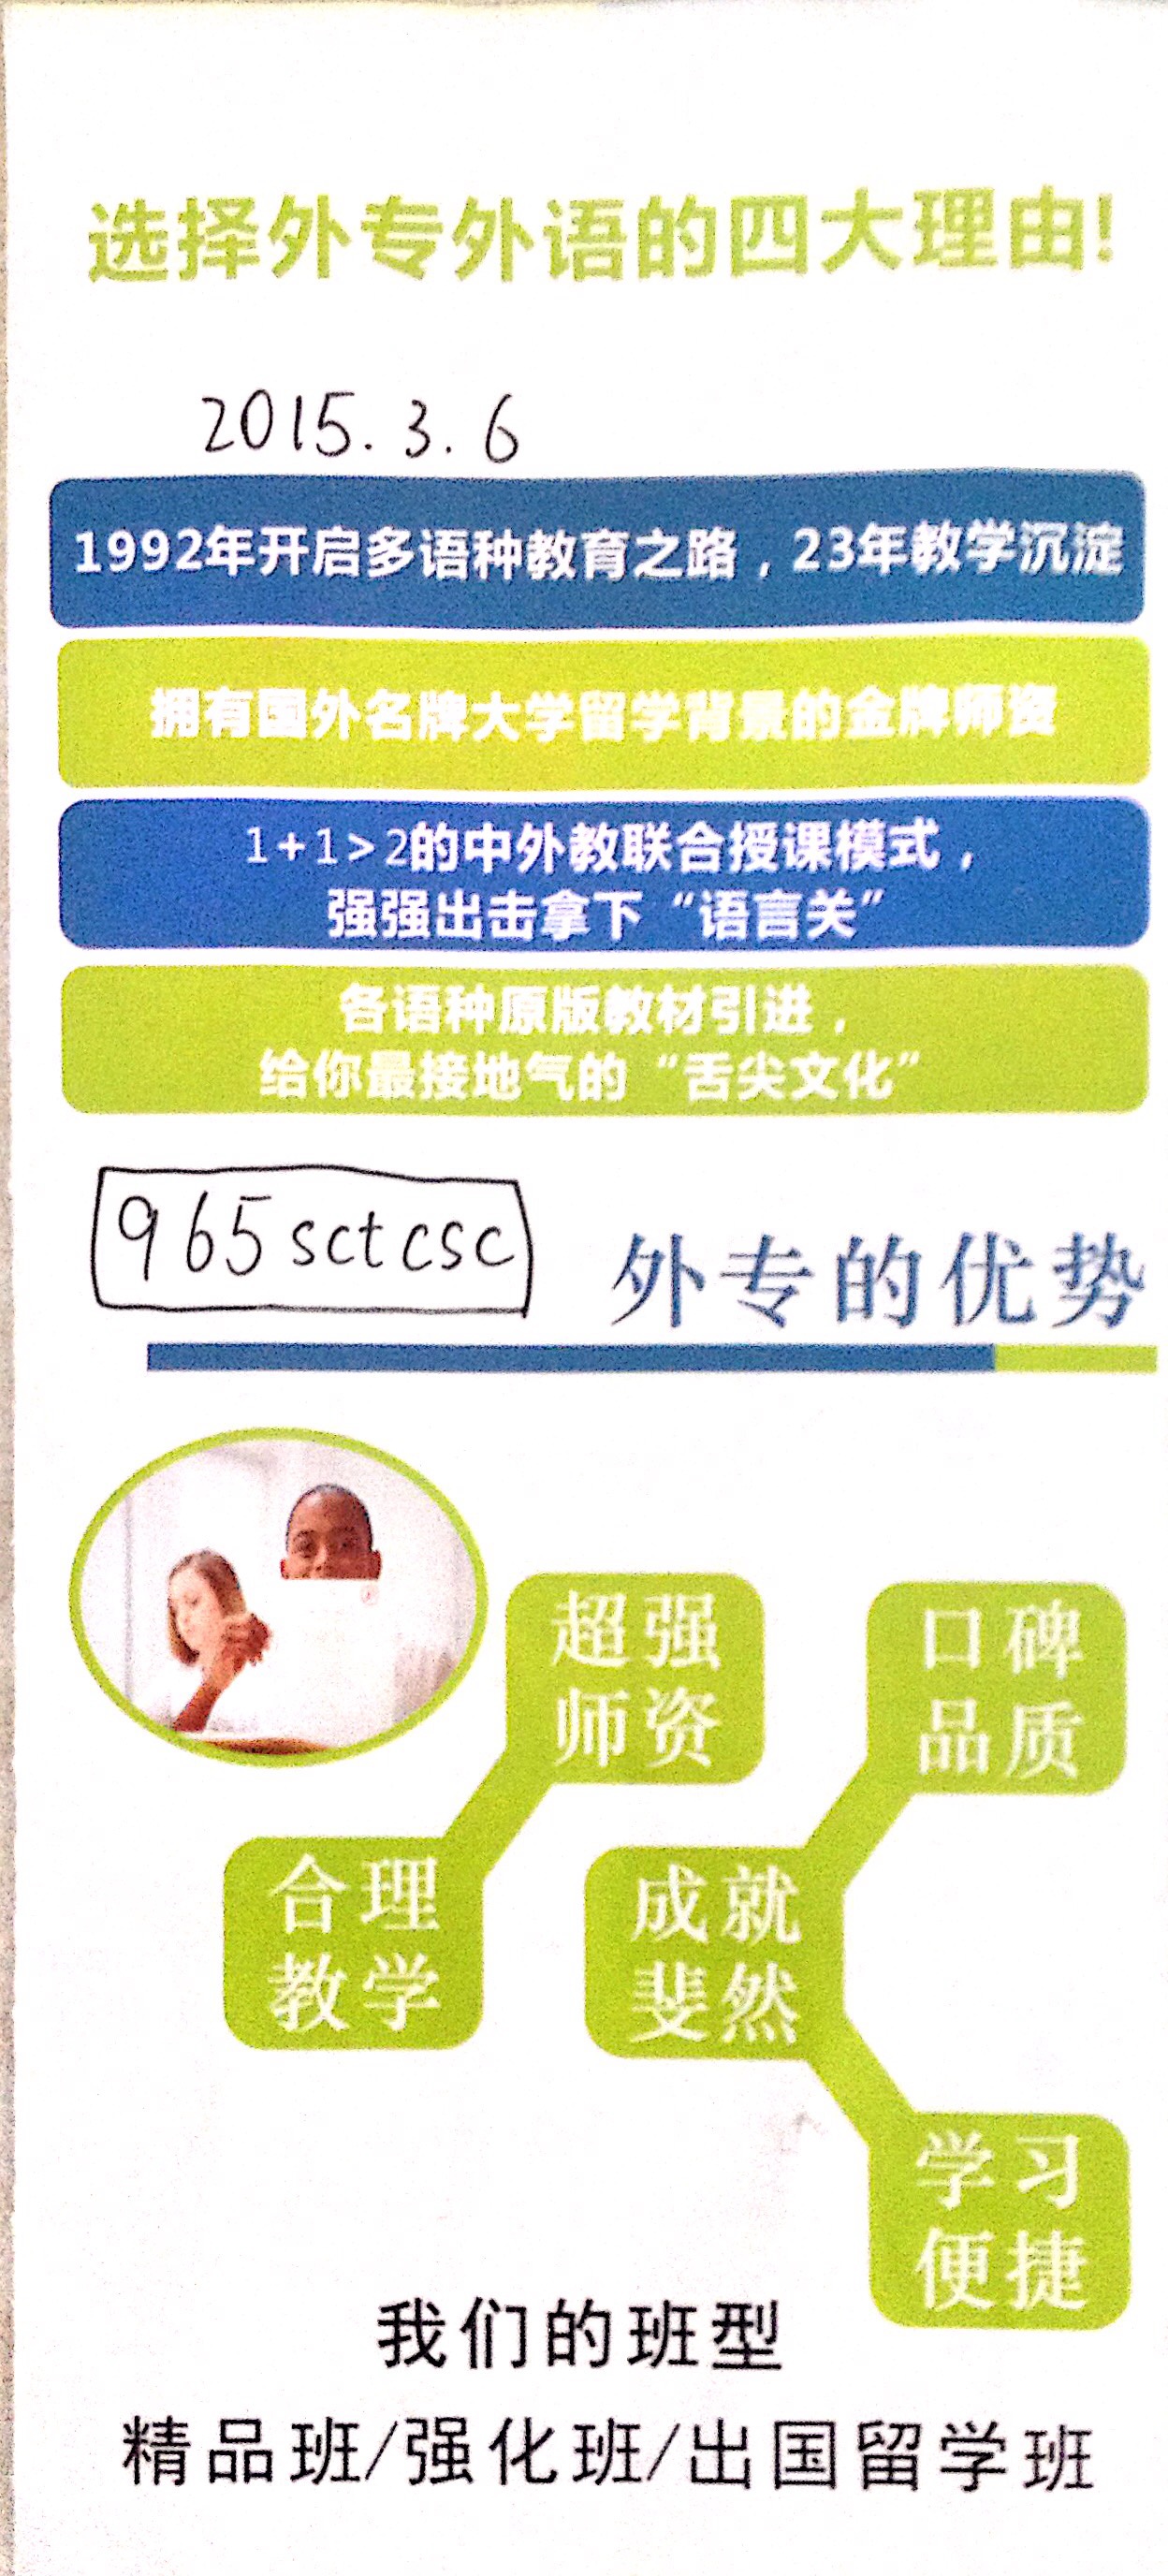 选择外专外语的四大理由!
2015.3.6
1992年开启多语种教育之路，23年教学沉淀
拥有国外名牌大学留学背景的金牌师资
1+1>2的中外教联合授课模式，
强强出击拿下“语言关”
各语种原版教材引进，
给你最接地气的“舌尖文化”
965sctcsc
外专的优势
超强
师资
口碑
品质
合理
教学
成就
斐然
学习
便捷
我们的班型
精品班/强化班/出国留学班